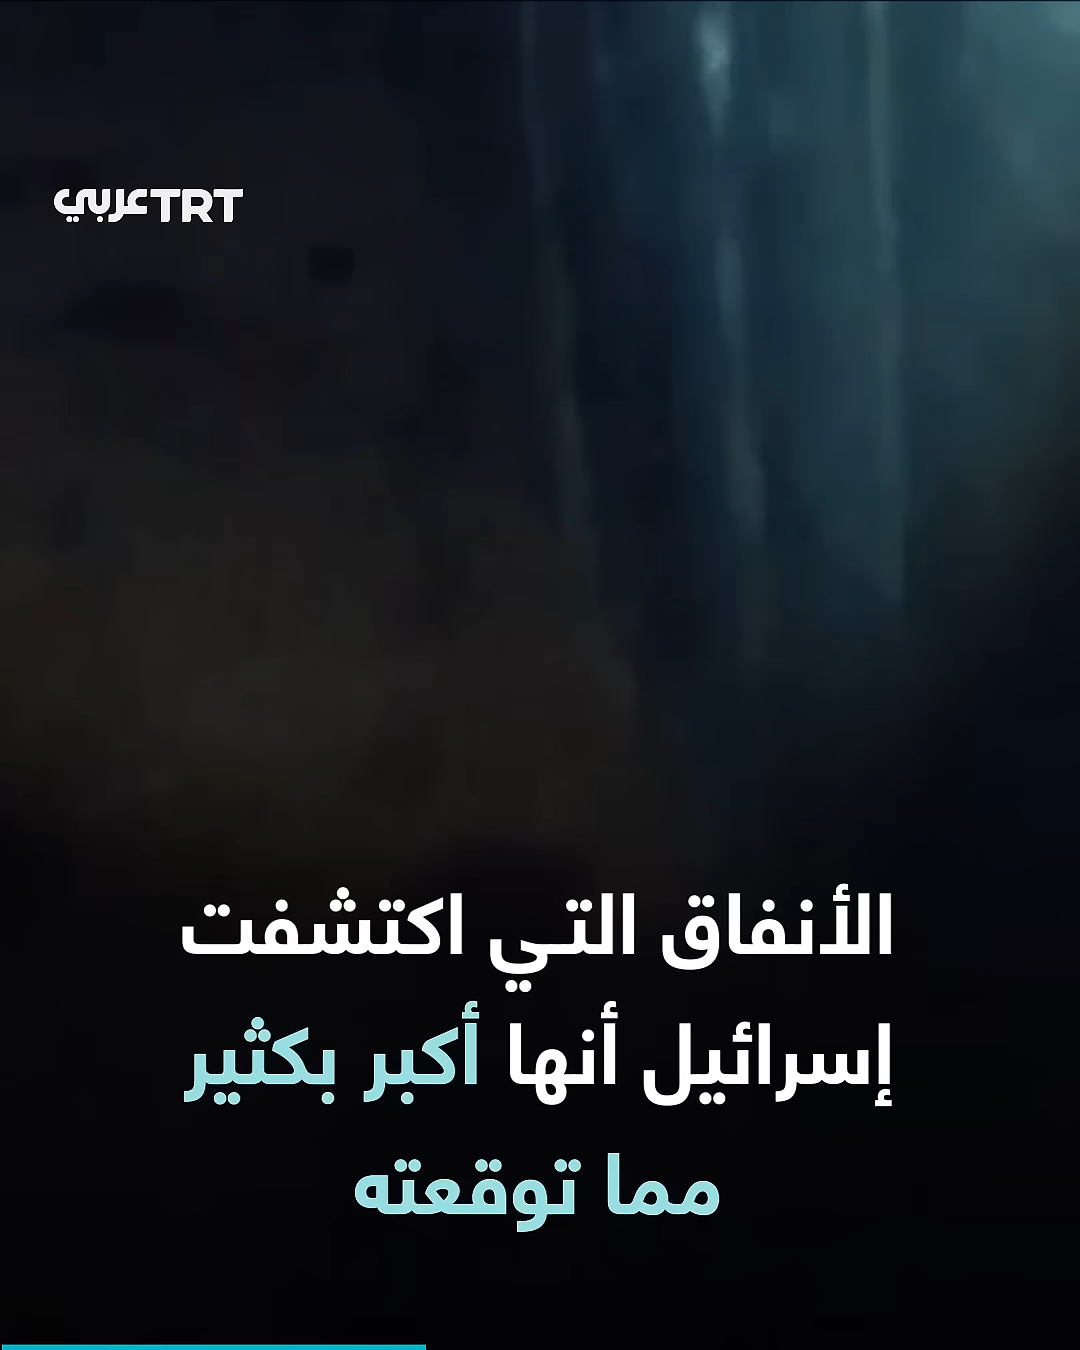 TRT عربي
الأنفاق التي اكتشفت
إسرائيل أنها أكبر بكثير
مما توقعته